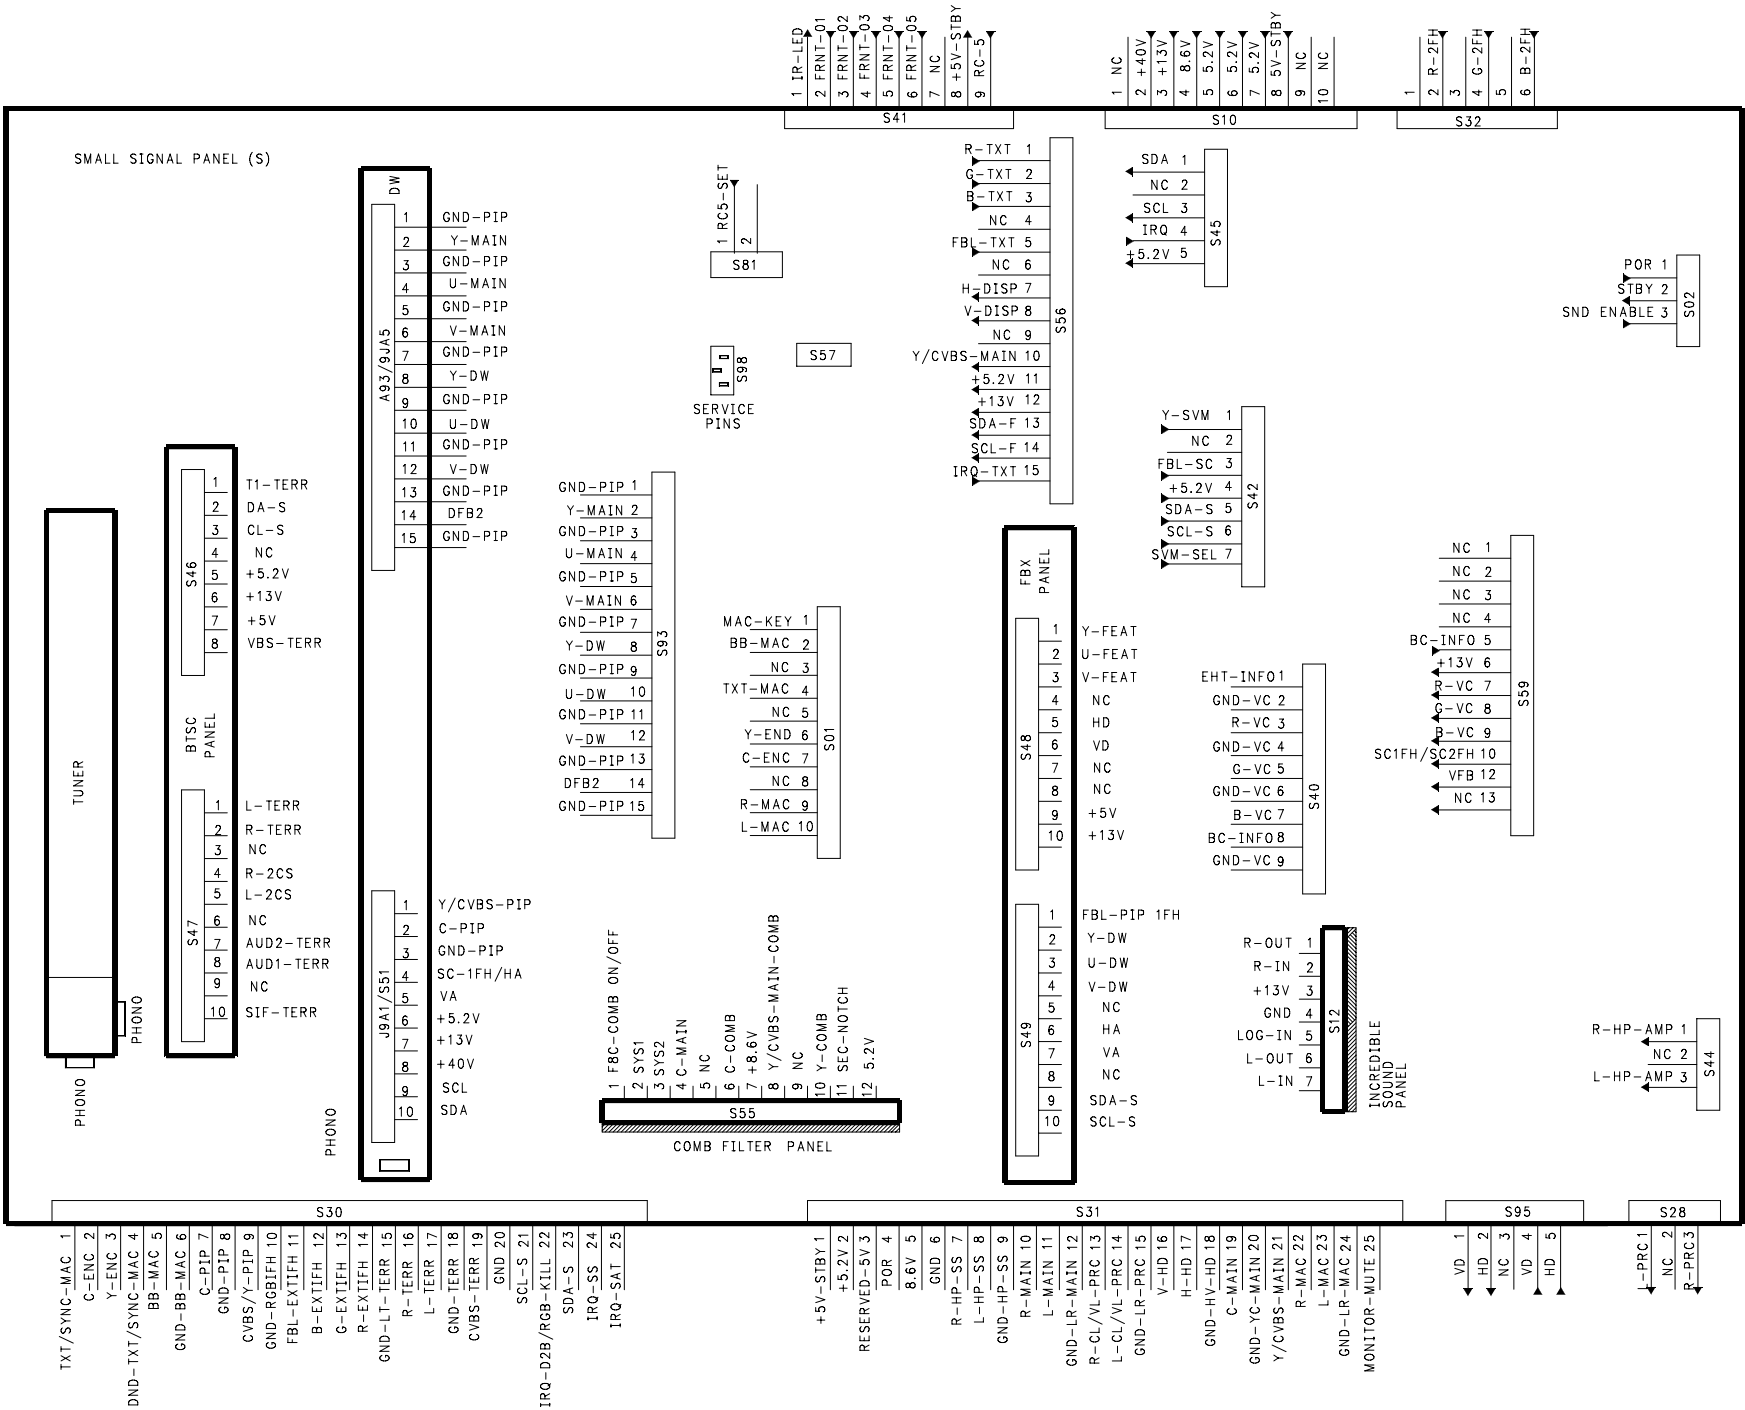 1 IR-LED
2 FRNT-01
3 FRNT-02
4 FRNT-03
5 FRNT-04
6 FRNT-05
7 NC
8 +5V-STBY
9 RC-5
S41
1 NC
2 +40V
3 +13V
4 8.6V
5 5.2V
6 5.2V
7 5.2V
8 5V-STBY
9 NC
10 NC
S10
1
2 R-2FH
3
4 G-2FH
5
6 B-2FH
S32
SMALL SIGNAL PANEL (S)
TUNER
PHONO
PHONO
S46
1 T1-TERR
2 DA-S
3 CL-S
4 NC
5 +5.2V
6 +13V
7 +5V
8 VBS-TERR
BTSC
PANEL
S47
1 L-TERR
2 R-TERR
3 NC
4 R-2CS
5 L-2CS
6 NC
7 AUD2-TERR
8 AUD1-TERR
9 NC
10 SIF-TERR
DW
A93/9JA5
1 GND-PIP
2 Y-MAIN
3 GND-PIP
4 U-MAIN
5 GND-PIP
6 V-MAIN
7 GND-PIP
8 Y-DW
9 GND-PIP
10 U-DW
11 GND-PIP
12 V-DW
13 GND-PIP
14 DFB2
15 GND-PIP
J9A1/S51
1 Y/CVBS-PIP
2 C-PIP
3 GND-PIP
4 SC-1FH/HA
5 VA
6 +5.2V
7 +13V
8 +40V
9 SCL
10 SDA
PHONO
1 RC5-SET
2
S81
S98
SERVICE
PINS
S57
GND-PIP 1
Y-MAIN 2
GND-PIP 3
U-MAIN 4
GND-PIP 5
V-MAIN 6
GND-PIP 7
Y-DW 8
GND-PIP 9
U-DW 10
GND-PIP 11
V-DW 12
GND-PIP 13
DFB2 14
GND-PIP 15
S93
MAC-KEY 1
BB-MAC 2
NC 3
TXT-MAC 4
NC 5
Y-END 6
C-ENC 7
NC 8
R-MAC 9
L-MAC 10
S01
1 F8C-COMB ON/OFF
2 SYS1
3 SYS2
4 C-MAIN
5 NC
6 C-COMB
7 +8.6V
8 Y/CVBS-MAIN-COMB
9 NC
10 Y-COMB
11 SEC-NOTCH
12 5.2V
S55
COMB FILTER PANEL
R-TXT 1
G-TXT 2
B-TXT 3
NC 4
FBL-TXT 5
NC 6
H-DISP 7
V-DISP 8
NC 9
Y/CVBS-MAIN 10
+5.2V 11
+13V 12
SDA-F 13
SCL-F 14
IRQ-TXT 15
S56
SDA 1
NC 2
SCL 3
IRQ 4
+5.2V 5
S45
POR 1
STBY 2
SND ENABLE 3
S02
Y-SVM 1
NC 2
FBL-SC 3
+5.2V 4
SDA-S 5
SCL-S 6
SVM-SEL 7
S42
FBX
PANEL
S48
1 Y-FEAT
2 U-FEAT
3 V-FEAT
4 NC
5 HD
6 VD
7 NC
8 NC
9 +5V
10 +13V
S49
1 FBL-PIP 1FH
2 Y-DW
3 U-DW
4 V-DW
5 NC
6 HA
7 VA
8 NC
9 SDA-S
10 SCL-S
EHT-INFO 1
GND-VC 2
R-VC 3
GND-VC 4
G-VC 5
GND-VC 6
B-VC 7
BC-INFO 8
GND-VC 9
S40
NC 1
NC 2
NC 3
NC 4
BC-INFO 5
+13V 6
R-VC 7
G-VC 8
B-VC 9
SC1FH/SC2FH 10
VFB 12
NC 13
S59
R-OUT 1
R-IN 2
+13V 3
GND 4
LOG-IN 5
L-OUT 6
L-IN 7
S12
INCREDIBLE
SOUND
PANEL
R-HP-AMP 1
NC 2
L-HP-AMP 3
S44
S30
TXT/SYNC-MAC 1
C-ENC 2
Y-ENC 3
DND-TXT/SYNC-MAC 4
BB-MAC 5
GND-BB-MAC 6
C-PIP 7
GND-PIP 8
CVBS/Y-PIP 9
GND-RGBIFH 10
FBL-EXTIFH 11
B-EXTIFH 12
G-EXTIFH 13
R-EXTIFH 14
GND-LT-TERR 15
R-TERR 16
L-TERR 17
GND-TERR 18
CVBS-TERR 19
GND 20
SCL-S 21
IRQ-D2B/RGB-KILL 22
SDA-S 23
IRQ-SS 24
IRQ-SAT 25
S31
+5V-STBY 1
+5.2V 2
RESERVED-5V 3
POR 4
8.6V 5
GND 6
R-HP-SS 7
L-HP-SS 8
GND-HP-SS 9
R-MAIN 10
L-MAIN 11
GND-LR-MAIN 12
R-CL/VL-PRC 13
L-CL/VL-PRC 14
GND-LR-PRC 15
V-HD 16
H-HD 17
GND-HV-HD 18
C-MAIN 19
GND-YC-MAIN 20
Y/CVBS-MAIN 21
R-MAC 22
L-MAC 23
GND-LR-MAC 24
MONITOR-MUTE 25
S95
VD 1
HD 2
NC 3
VD 4
HD 5
S28
L-PRC 1
NC 2
R-PRC 3